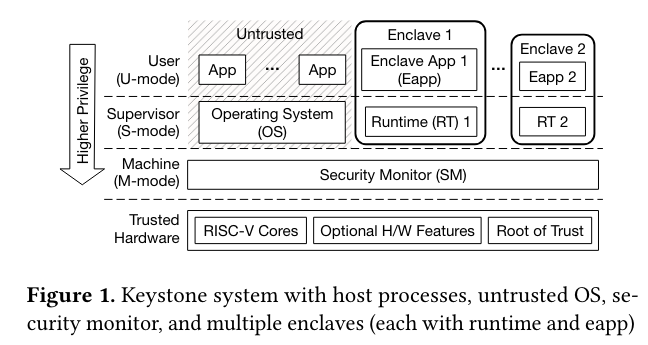 Higher Privilege
User
(U-mode)
Untrusted
App
...
App
Enclave 1
Enclave App 1
(Eapp)
...
Enclave 2
Eapp 2
Supervisor
(S-mode)
Operating System
(OS)
Runtime (RT) 1
RT 2
Machine
(M-mode)
Security Monitor (SM)
Trusted
Hardware
RISC-V Cores
Optional H/W Features
Root of Trust
Figure 1. Keystone system with host processes, untrusted OS, se-
curity monitor, and multiple enclaves (each with runtime and eapp)